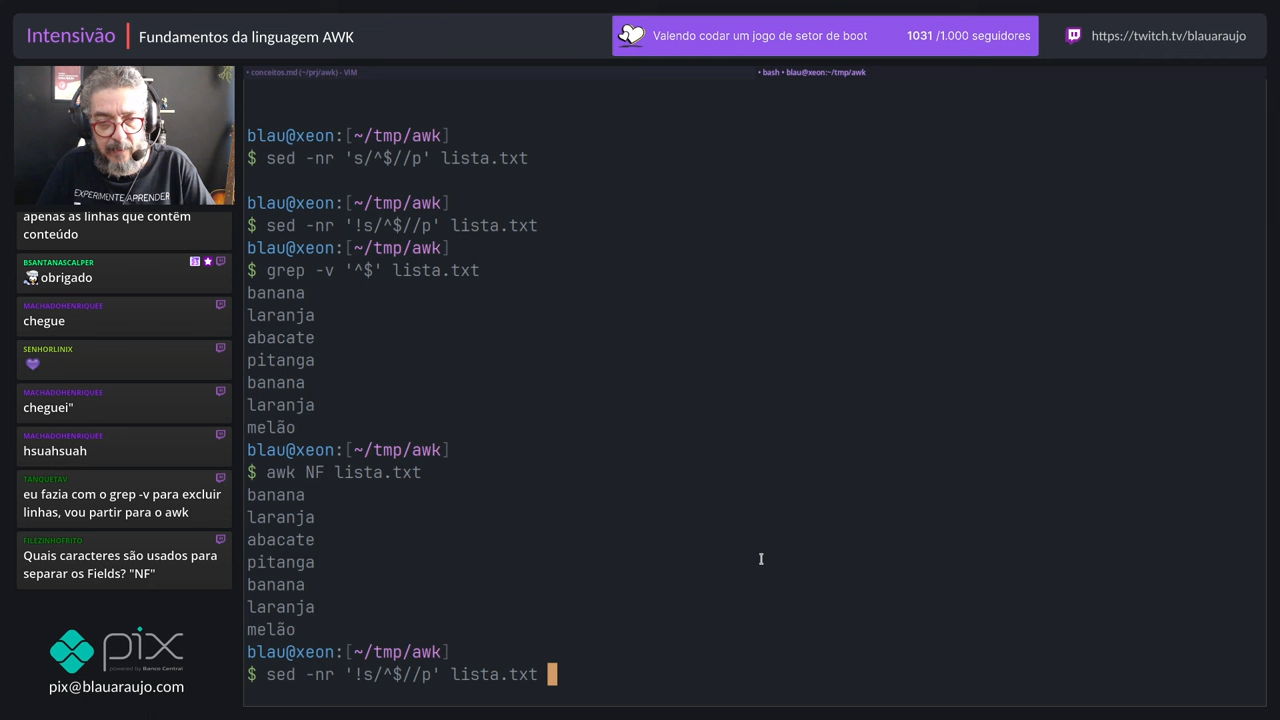 Intensivão
Fundamentos da linguagem AWK
Valendo codar um jogo de setor de boot
1031 /1.000 seguidores
https://twitch.tv/blauaraujo
• conceitos.md (~/prj/awk) - VIM
• bash • blau@xeon:~/tmp/awk
EXPERIMENTE/APRENDER
apenas as linhas que contêm
conteúdo
BSANTANASCALPER
obrigado
MACHADOHENRIQUEE
chegue
SENHORLINIX
MACHADOHENRIQUEE
cheguei"
MACHADOHENRIQUEE
hsuahsuah
TANQUETAV
eu fazia com o grep -v para excluir
linhas, vou partir para o awk
FILEZINHOFRITO
Quais caracteres são usados para
separar os Fields? "NF"
pix
powered by Banco Central
pix@blauaraujo.com
blau@xeon:[~/tmp/awk]
$ sed -nr 's/^$//p' lista.txt
blau@xeon:[~/tmp/awk]
$ sed -nr '!s/^$//p' lista.txt
blau@xeon:[~/tmp/awk]
$ grep -v '^$' lista.txt
banana
laranja
abacate
pitanga
banana
laranja
melão
blau@xeon:[~/tmp/awk]
$ awk NF lista.txt
banana
laranja
abacate
pitanga
banana
laranja
melão
blau@xeon:[~/tmp/awk]
$ sed -nr '!s/^$//p' lista.txt